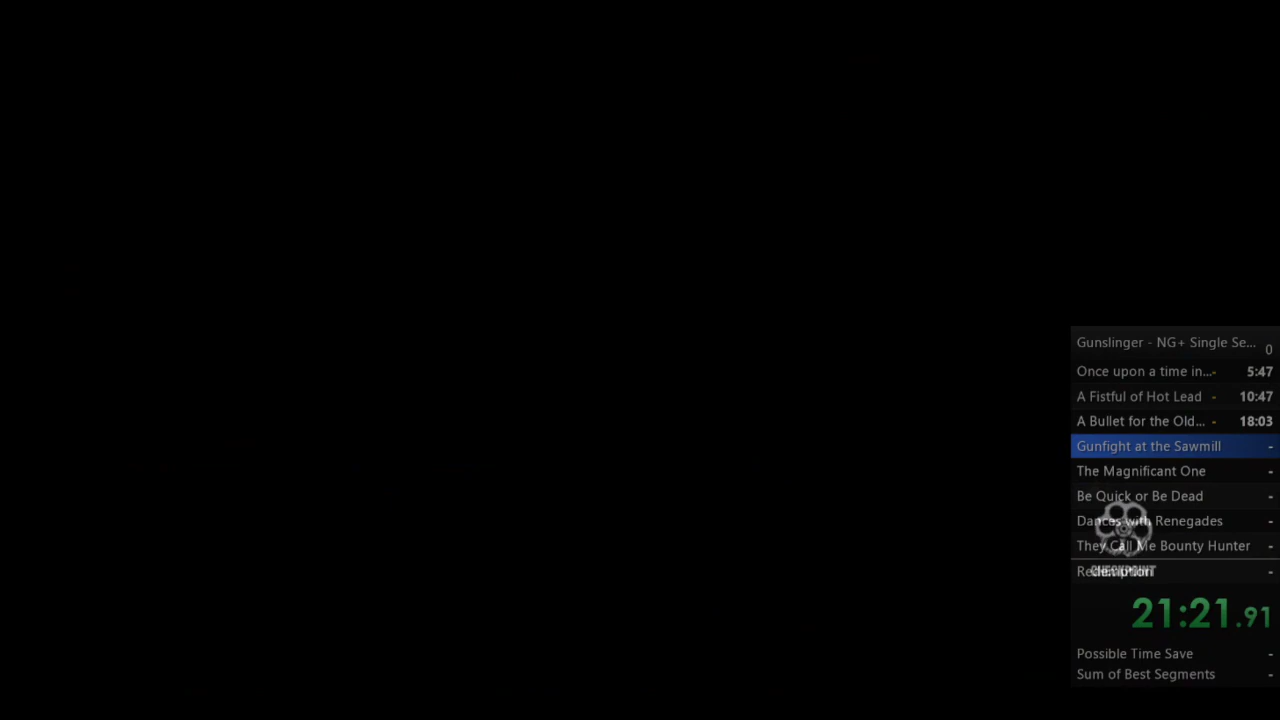 Gunslinger - NG+ Single Se... 0
Once upon a time in... - 5:47
A Fistful of Hot Lead - 10:47
A Bullet for the Old... - 18:03
Gunfight at the Sawmill -
The Magnificant One -
Be Quick or Be Dead -
Dances with Renegades -
They Call Me Bounty Hunter -
Redemption -
CHECKPOINT
21:21.91
Possible Time Save -
Sum of Best Segments -